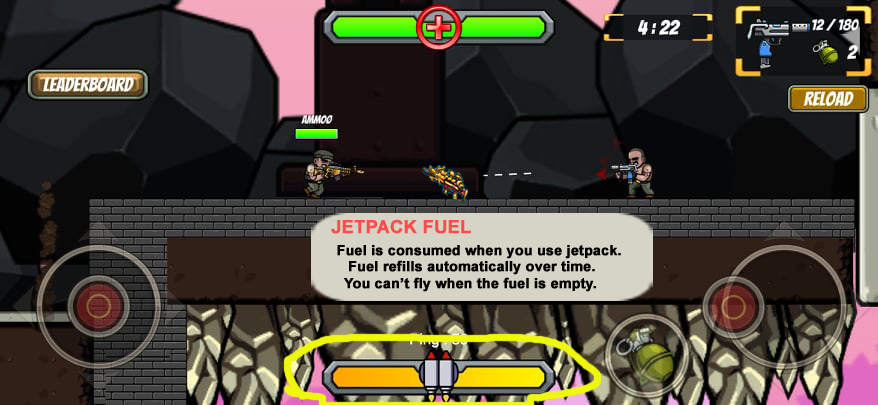 4:22
12 / 180
2
LEADERBOARD
RELOAD
AMMO0
JETPACK FUEL
Fuel is consumed when you use jetpack.
Fuel refills automatically over time.
You can't fly when the fuel is empty.